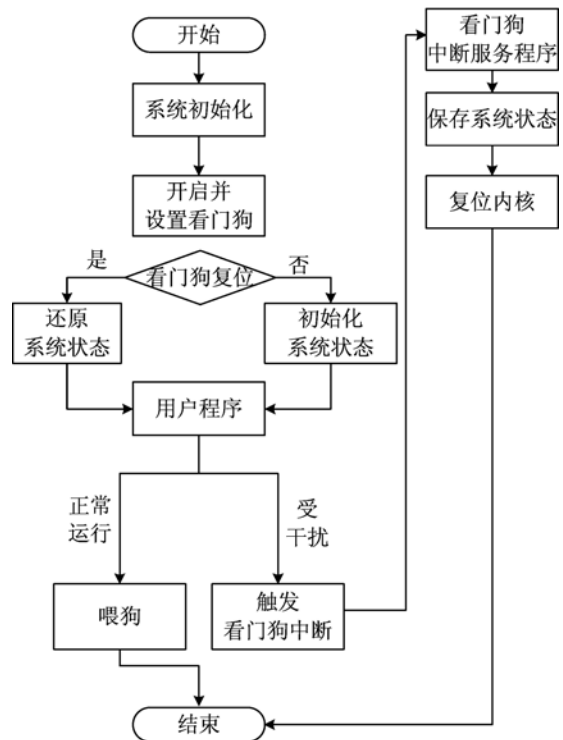 开始
系统初始化
开启并
设置看门狗
看门狗复位
是
否
还原
系统状态
初始化
系统状态
用户程序
正常
运行
受
干扰
喂狗
触发
看门狗中断
结束
看门狗
中断服务程序
保存系统状态
复位内核